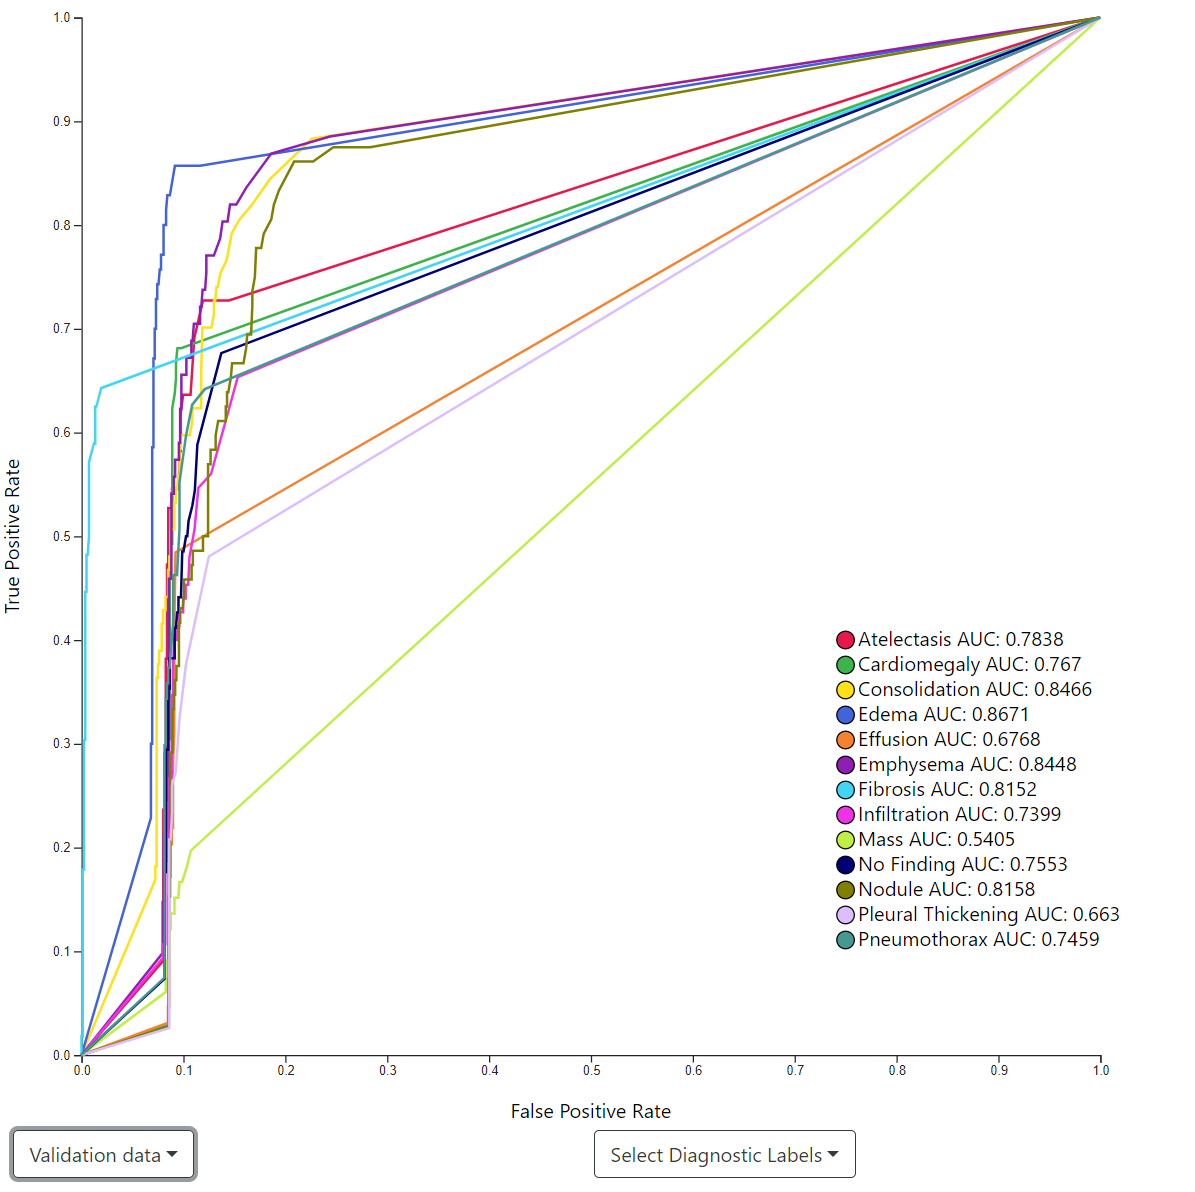 1.0
0.9
0.8
0.7
0.6
0.5
0.4
0.3
0.2
0.1
0.0
True Positive Rate
Atelectasis AUC: 0.7838
Cardiomegaly AUC: 0.767
Consolidation AUC: 0.8466
Edema AUC: 0.8671
Effusion AUC: 0.6768
Emphysema AUC: 0.8448
Fibrosis AUC: 0.8152
Infiltration AUC: 0.7399
Mass AUC: 0.5405
No Finding AUC: 0.7553
Nodule AUC: 0.8158
Pleural Thickening AUC: 0.663
Pneumothorax AUC: 0.7459
0.0 0.1 0.2 0.3 0.4 0.5 0.6 0.7 0.8 0.9 1.0
False Positive Rate
Validation data Select Diagnostic Labels